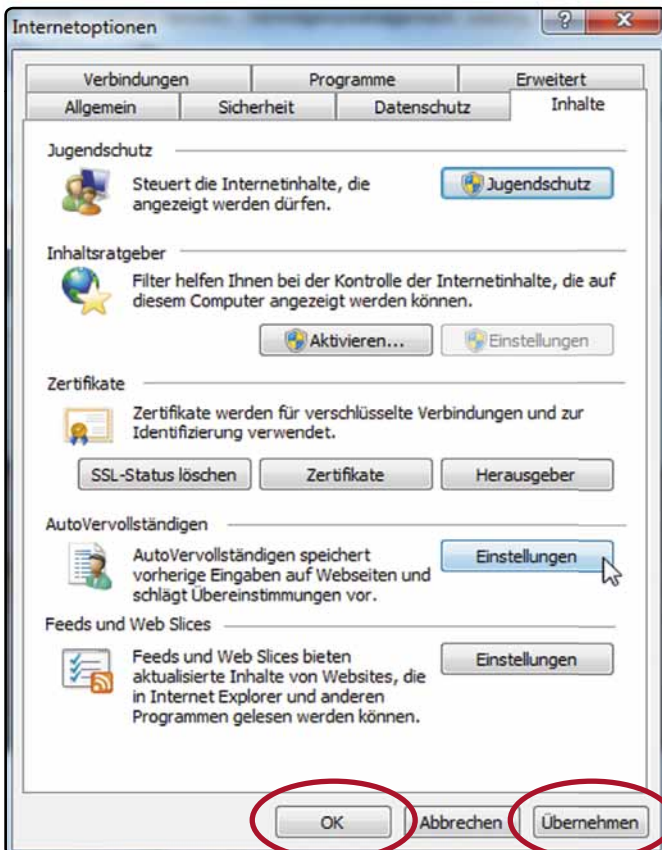 Internetoptionen
Verbindungen Programme Erweitert
Allgemein Sicherheit Datenschutz Inhalte
Jugendschutz
Steuert die Internetinhalte, die
angezeigt werden dürfen.
Jugendschutz
Inhaltsratgeber
Filter helfen Ihnen bei der Kontrolle der Internetinhalte, die auf
diesem Computer angezeigt werden können.
Aktivieren... Einstellungen
Zertifikate
Zertifikate werden für verschlüsselte Verbindungen und zur
Identifizierung verwendet.
SSL-Status löschen Zertifikate Herausgeber
AutoVervollständigen
AutoVervollständigen speichert
vorherige Eingaben auf Webseiten und
schlägt Übereinstimmungen vor.
Einstellungen
Feeds und Web Slices
Feeds und Web Slices bieten
aktualisierte Inhalte von Websites, die
in Internet Explorer und anderen
Programmen gelesen werden können.
Einstellungen
OK Abbrechen Übernehmen